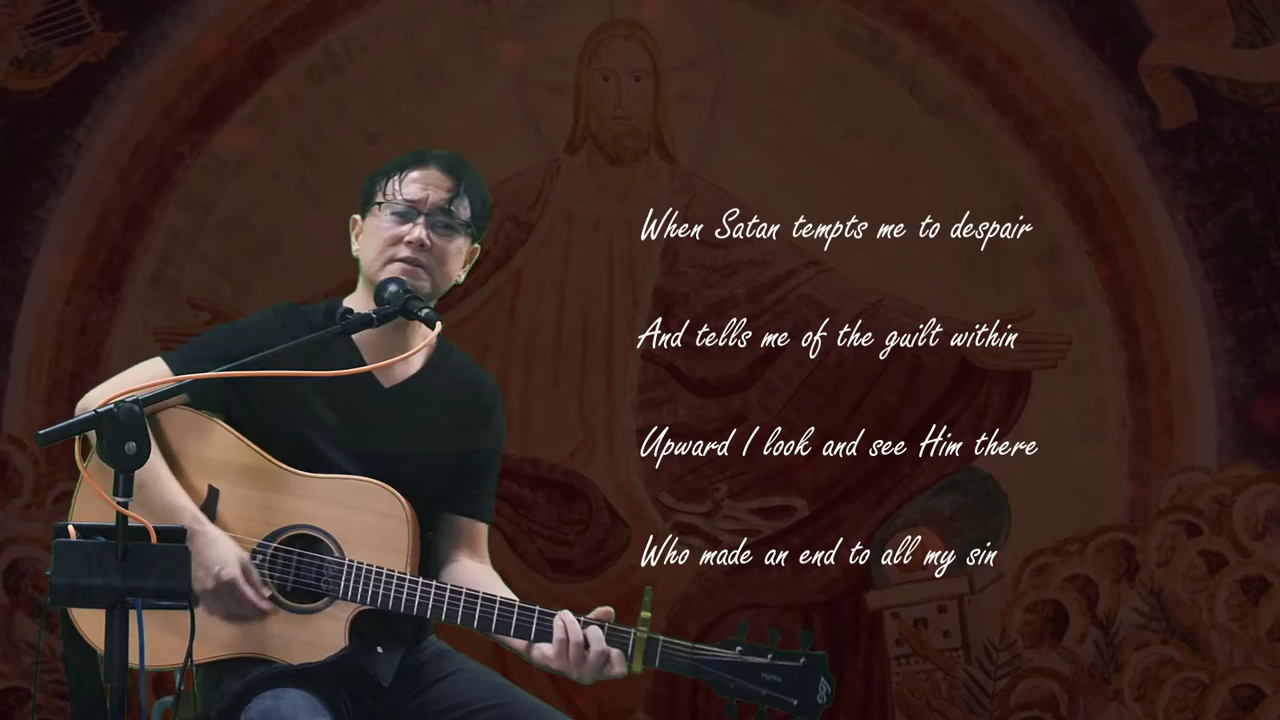 When Satan tempts me to despair
And tells me of the guilt within
Upward I look and see Him there
Who made an end to all my sin